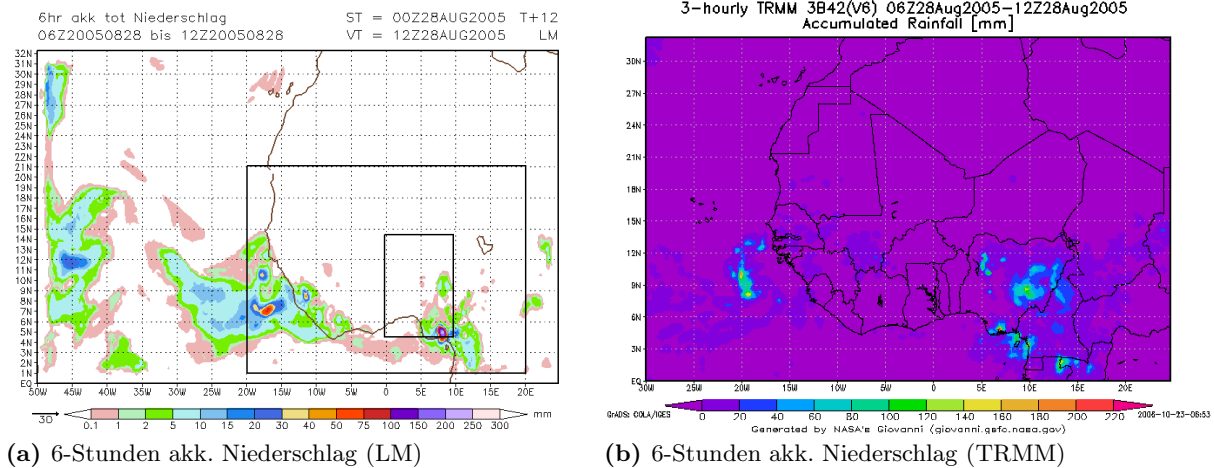 6hr akk tot Niederschlag ST = 00Z28AUG2005 T+12
06Z20050828 bis 12Z20050828 VT = 12Z28AUG2005 LM
32N
30N
28N
26N
24N
22N
21N
20N
19N
18N
17N
16N
15N
14N
13N
12N
11N
10N
9N
8N
7N
6N
5N
4N
3N
2N
1N
EQ
50W 45W 40W 35W 30W 25W 20W 15W 10W 5W 0 5E 10E 15E 20E
30
0.1 1 2 5 10 15 20 30 40 50 75 100 150 200 250 300 mm
(a) 6-Stunden akk. Niederschlag (LM)
3-hourly TRMM 3B42(V6) 06Z28AUG2005-12Z28AUG2005
Accumulated Rainfall [mm]
30N
27N
24N
21N
18N
15N
12N
9N
6N
3N
EQ
30W 25W 20W 15W 10W 5W 0 5E 10E 15E 20E
0 20 40 60 80 100 120 140 160 180 200 220
GrADS: COLA/IGES
2006-10-23-08:53
Generated by NASA's Giovanni (giovanni.gsfc.nasa.gov)
(b) 6-Stunden akk. Niederschlag (TRMM)